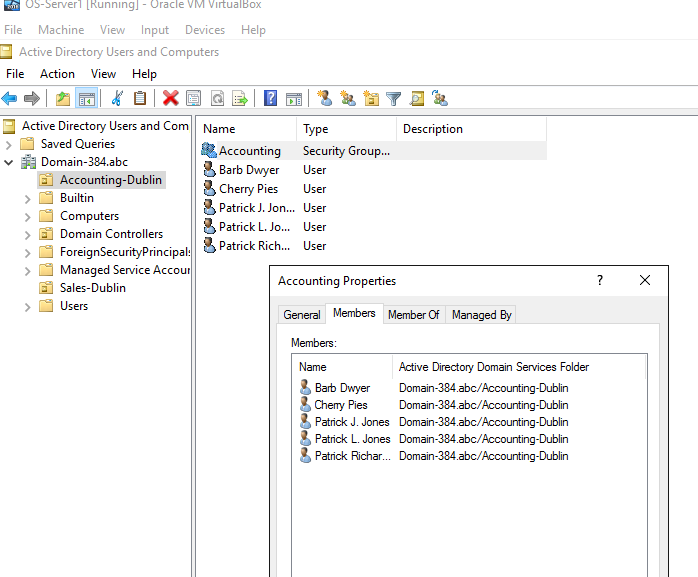 OS-Server1 [Running] - Oracle VM VirtualBox
File Machine View Input Devices Help
Active Directory Users and Computers
File Action View Help
Active Directory Users and Com
Saved Queries
Domain-384.abc
Accounting-Dublin
Builtin
Computers
Domain Controllers
ForeignSecurityPrincipals
Managed Service Accour
Sales-Dublin
Users
Name Type Description
Accounting Security Group...
Barb Dwyer User
Cherry Pies User
Patrick J. Jon... User
Patrick L. Jo... User
Patrick Rich... User
Accounting Properties ?
General Members Member Of Managed By
Members:
Name Active Directory Domain Services Folder
Barb Dwyer Domain-384.abc/Accounting-Dublin
Cherry Pies Domain-384.abc/Accounting-Dublin
Patrick J. Jones Domain-384.abc/Accounting-Dublin
Patrick L. Jones Domain-384.abc/Accounting-Dublin
Patrick Richar... Domain-384.abc/Accounting-Dublin